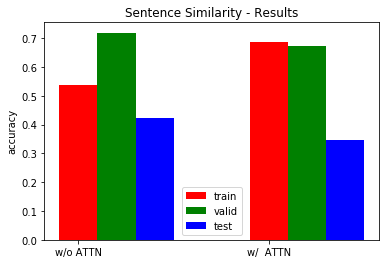 Sentence Similarity - Results
accuracy
0.7
0.6
0.5
0.4
0.3
0.2
0.1
0.0
train
valid
test
w/o ATTN
w/  ATTN